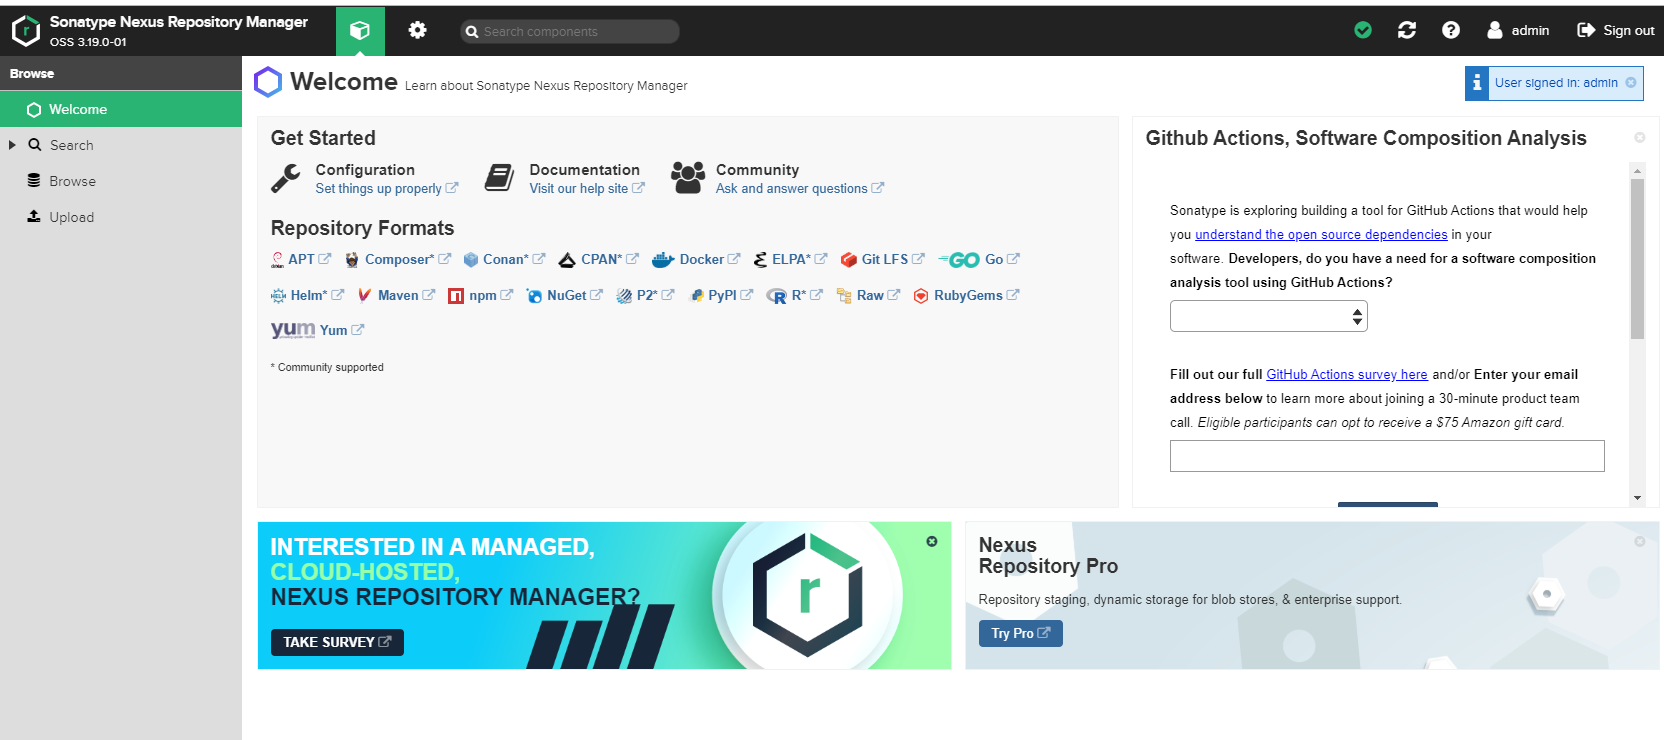 Sonatype Nexus Repository Manager
OSS 3.19.0-01
Search components
admin
Sign out
Browse
Welcome
Search
Browse
Upload
Welcome Learn about Sonatype Nexus Repository Manager
User signed in: admin
Get Started
Configuration
Set things up properly
Documentation
Visit our help site
Community
Ask and answer questions
Repository Formats
APT Composer* Conan* CPAN* Docker ELPA* Git LFS GO Go
Helm* Maven npm NuGet P2* PyPI R* Raw RubyGems
yum Yum
* Community supported
Github Actions, Software Composition Analysis
Sonatype is exploring building a tool for GitHub Actions that would help
you understand the open source dependencies in your
software. Developers, do you have a need for a software composition
analysis tool using GitHub Actions?
Fill out our full GitHub Actions survey here and/or Enter your email
address below to learn more about joining a 30-minute product team
call. Eligible participants can opt to receive a $75 Amazon gift card.
INTERESTED IN A MANAGED,
CLOUD-HOSTED,
NEXUS REPOSITORY MANAGER?
TAKE SURVEY
r
Nexus
Repository Pro
Repository staging, dynamic storage for blob stores, & enterprise support.
Try Pro